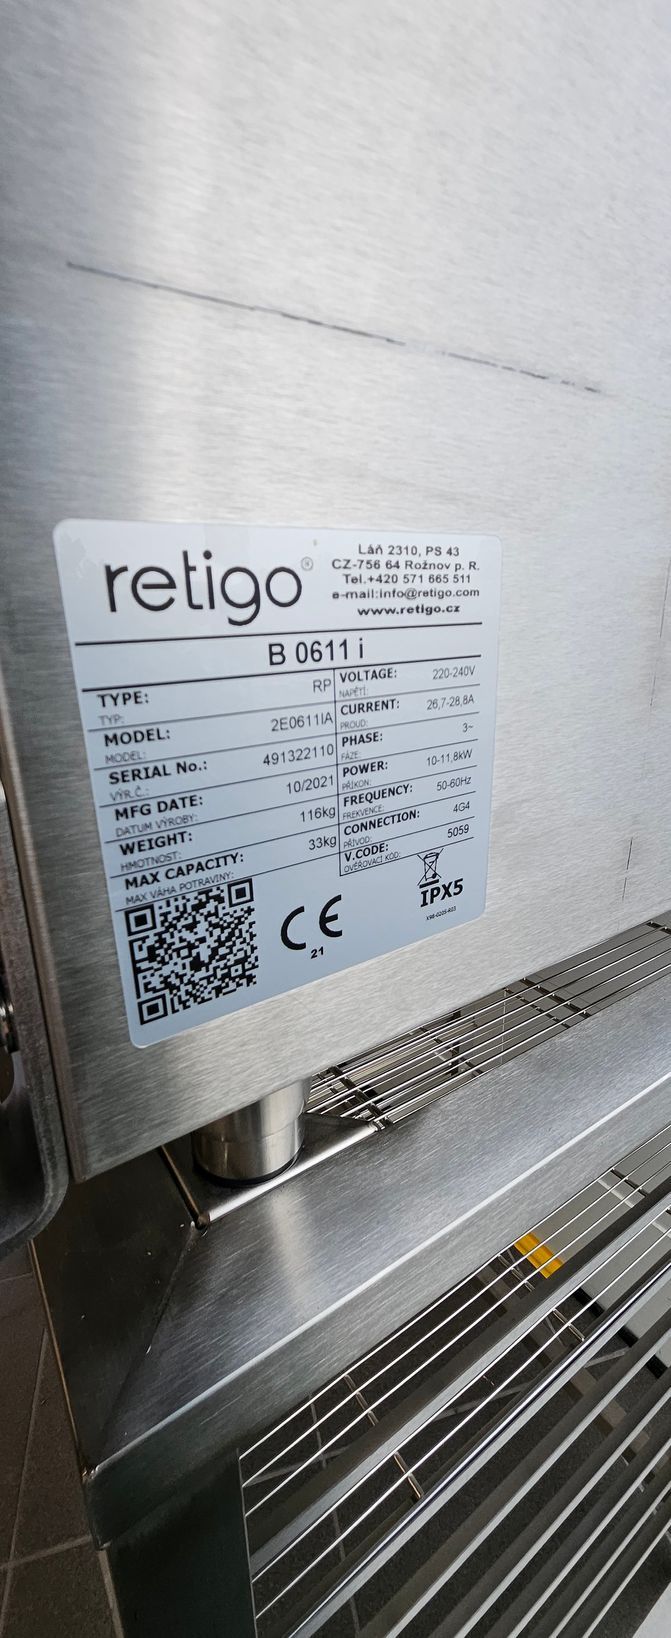 retigo®
Láň 2310, PS 43
CZ-756 64 Rožnov p. R.
Tel.+420 571 665 511
e-mail:info@retigo.com
www.retigo.cz
B 0611 i
TYPE: RP
TYP:
MODEL: 2E0611IA
MODEL:
SERIAL No.: 491322110
VÝR.Č.:
MFG DATE: 10/2021
DATUM VÝROBY:
WEIGHT: 116kg
HMOTNOST:
MAX CAPACITY: 33kg
MAX VÁHA POTRAVINY:
VOLTAGE: 220-240V
NAPĚTÍ:
CURRENT: 26,7-28,8A
PROUD:
PHASE: 3~
FÁZE:
POWER: 10-11,8kW
PŘÍKON:
FREQUENCY: 50-60Hz
FREKVENCE:
CONNECTION: 4G4
PŘÍVOD:
V.CODE: 5059
OVĚŘOVACÍ KÓD:
CE
21
IPX5
X98-0205-R03